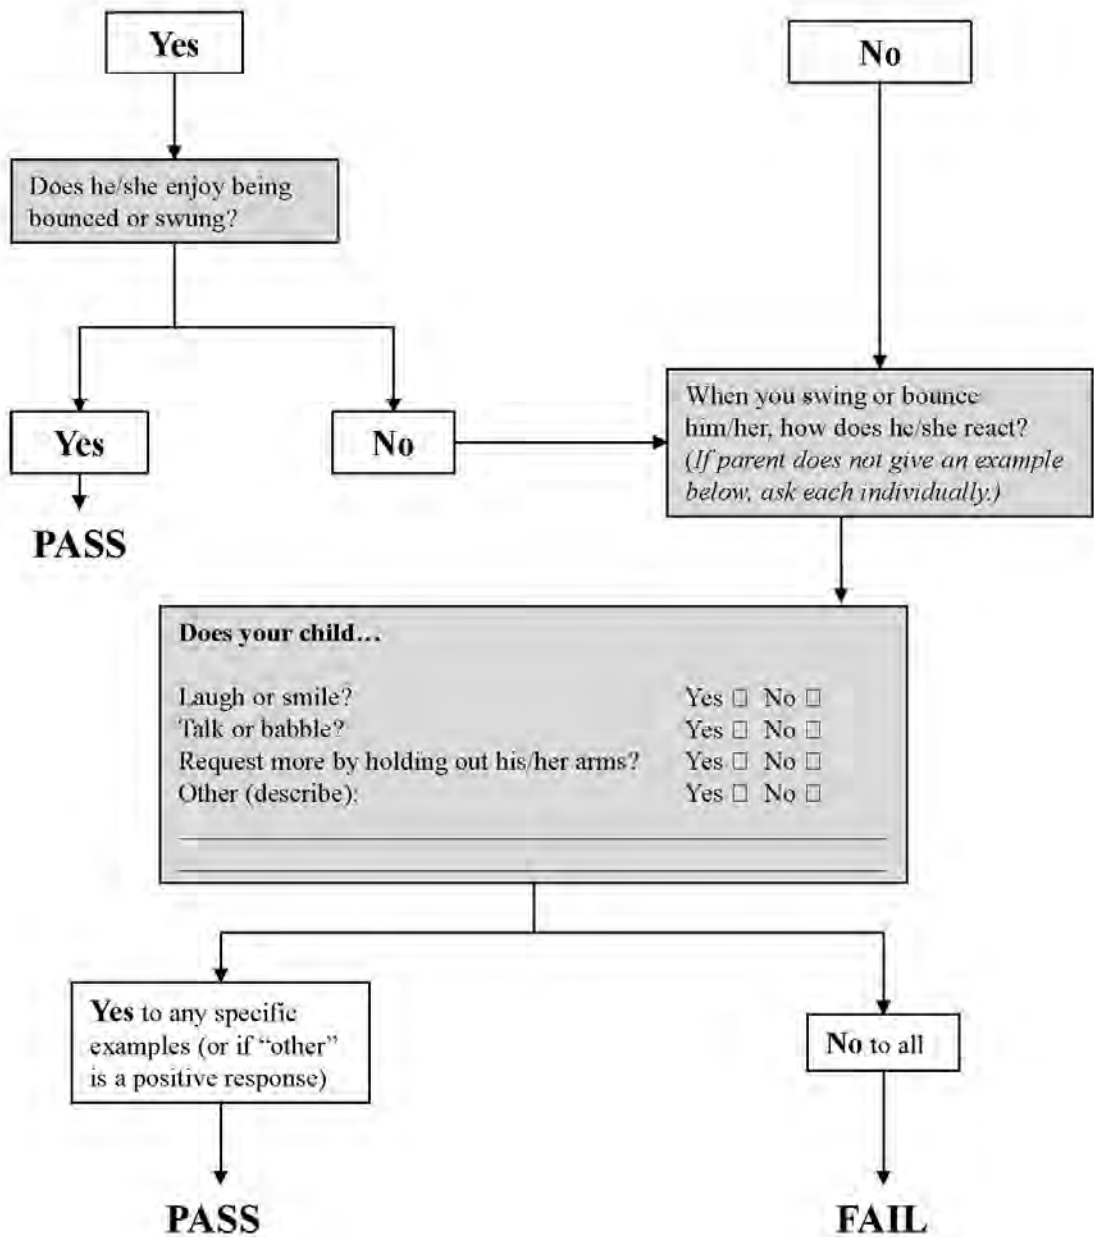 Yes
No
Does he/she enjoy being
bounced or swung?
Yes
No
When you swing or bounce
him/her, how does he/she react?
(If parent does not give an example
below, ask each individually.)
PASS
Does your child…
Laugh or smile? Yes □ No □
Talk or babble? Yes □ No □
Request more by holding out his/her arms? Yes □ No □
Other (describe): Yes □ No □
Yes to any specific
examples (or if “other”
is a positive response)
No to all
PASS
FAIL